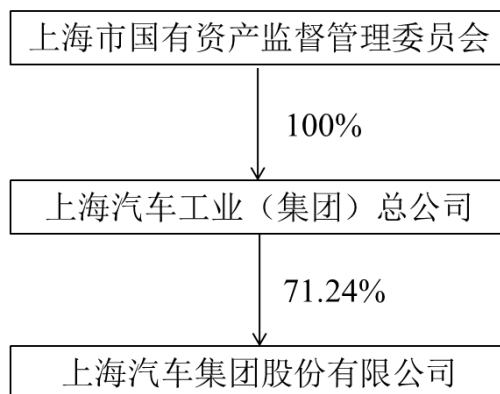 上海市国有资产监督管理委员会
100%
上海汽车工业（集团）总公司
71.24%
上海汽车集团股份有限公司